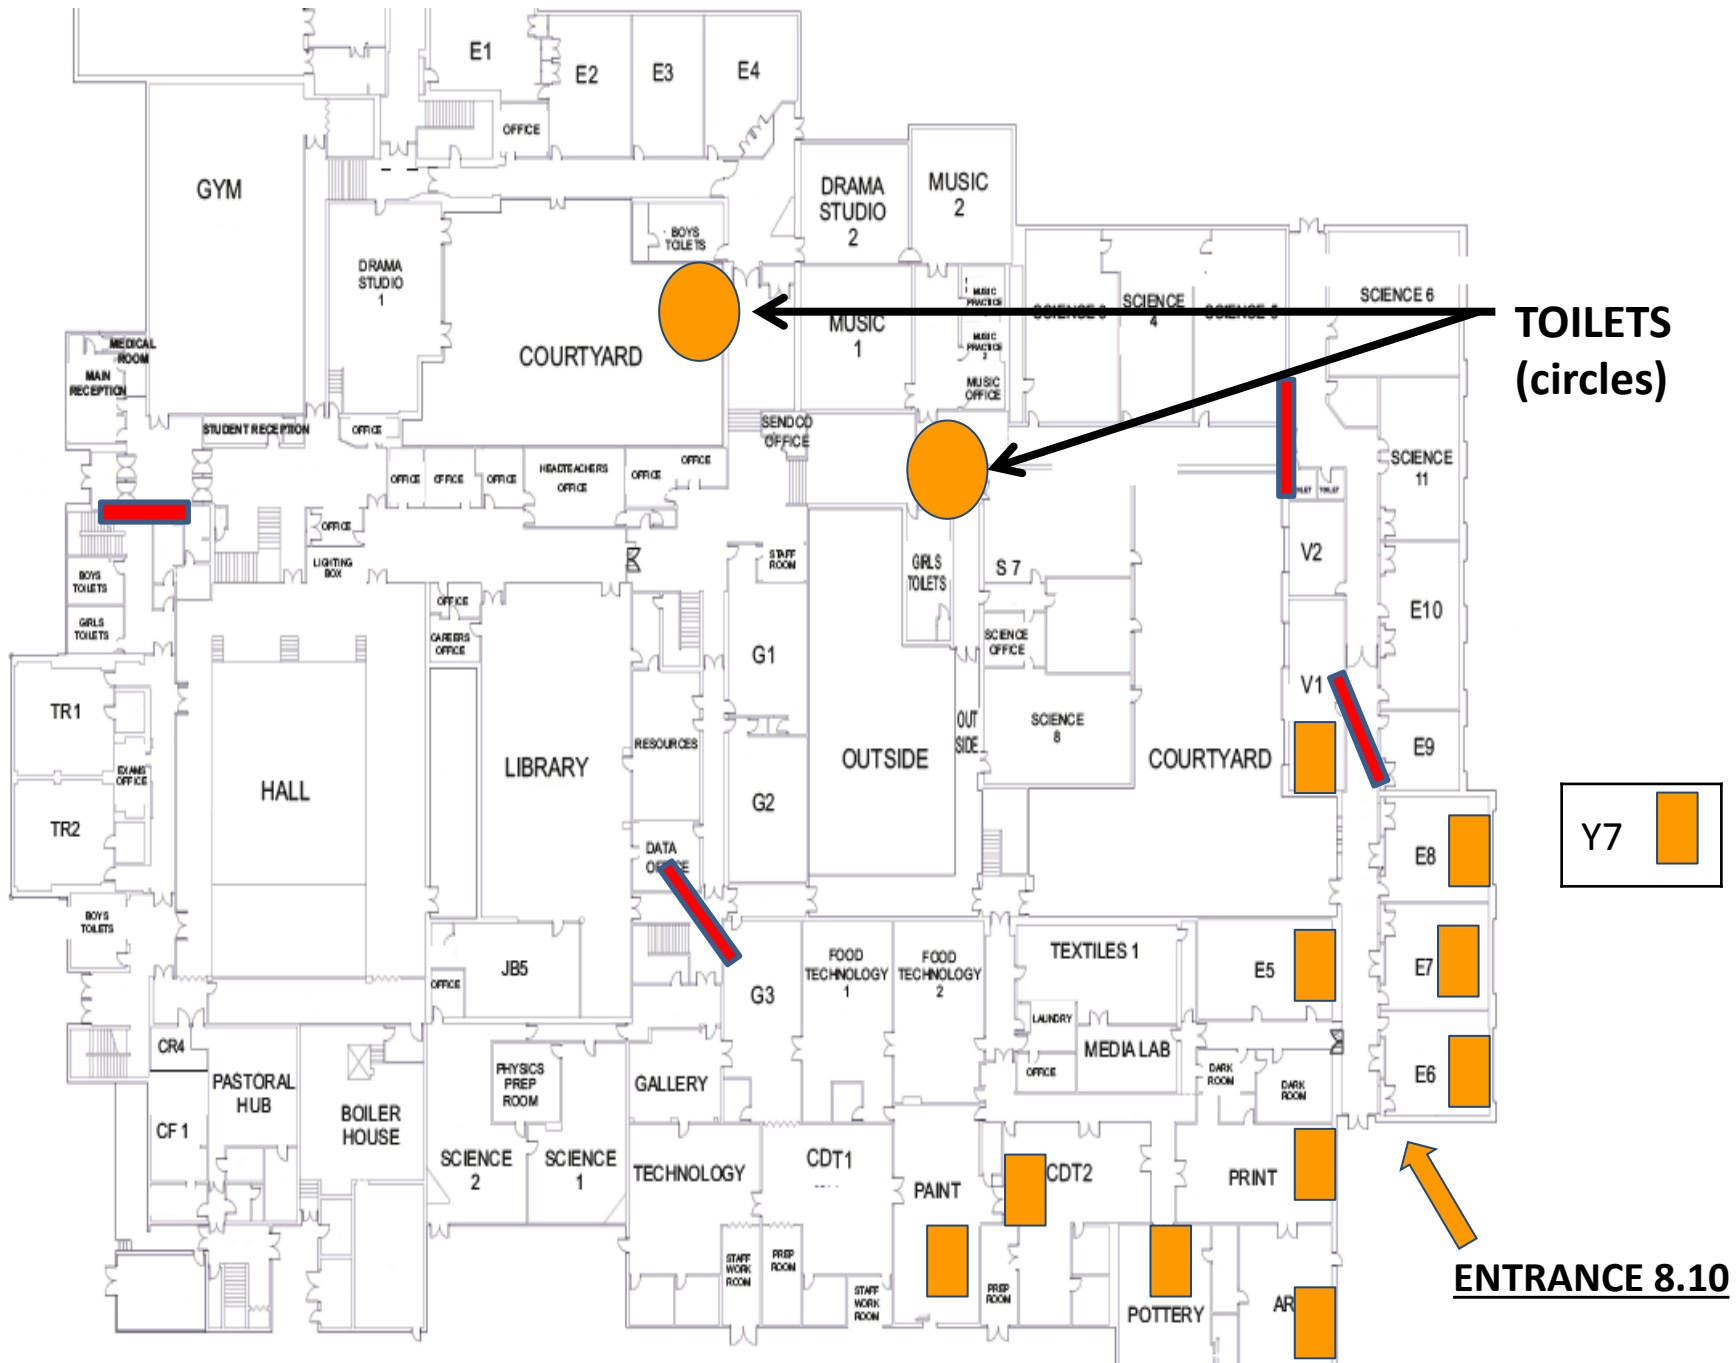 E1
E2
E3
E4
OFFICE
GYM
DRAMA
STUDIO
2
MUSIC
2
BOYS
TOILETS
DRAMA
STUDIO
1
MUSIC
PRACTICE
SCIENCE
4
SCIENCE 6
TOILETS
(circles)
MUSIC
1
MUSIC
PRACTICE
2
COURTYARD
MEDICAL
ROOM
MAIN
RECEPTION
MUSIC
OFFICE
STUDENT RECEPTION
OFFICE
SENDCO
OFFICE
OFFICE
OFFICE
OFFICE
HEADTEACHERS
OFFICE
OFFICE
OFFICE
SCIENCE
11
TOILET
OFFICE
LIGHTING
BOX
STAFF
ROOM
GIRLS
TOILETS
S 7
V2
BOYS
TOILETS
GIRLS
TOILETS
OFFICE
CAREERS
OFFICE
G1
SCIENCE
OFFICE
E10
V1
TR1
EXAMS
OFFICE
TR2
HALL
LIBRARY
RESOURCES
OUTSIDE
OUT
SIDE
SCIENCE
8
COURTYARD
E9
G2
DATA
OFFICE
E8
Y7
BOYS
TOILETS
JB5
OFFICE
G3
FOOD
TECHNOLOGY
1
FOOD
TECHNOLOGY
2
TEXTILES 1
E5
E7
LAUNDRY
MEDIA LAB
OFFICE
DARK
ROOM
DARK
ROOM
E6
CR4
PASTORAL
HUB
CF 1
BOILER
HOUSE
PHYSICS
PREP
ROOM
SCIENCE
2
SCIENCE
1
GALLERY
TECHNOLOGY
CDT1
PAINT
CDT2
PRINT
STAFF
WORK
ROOM
PREP
ROOM
STAFF
WORK
ROOM
PREP
ROOM
POTTERY
AR
ENTRANCE 8.10